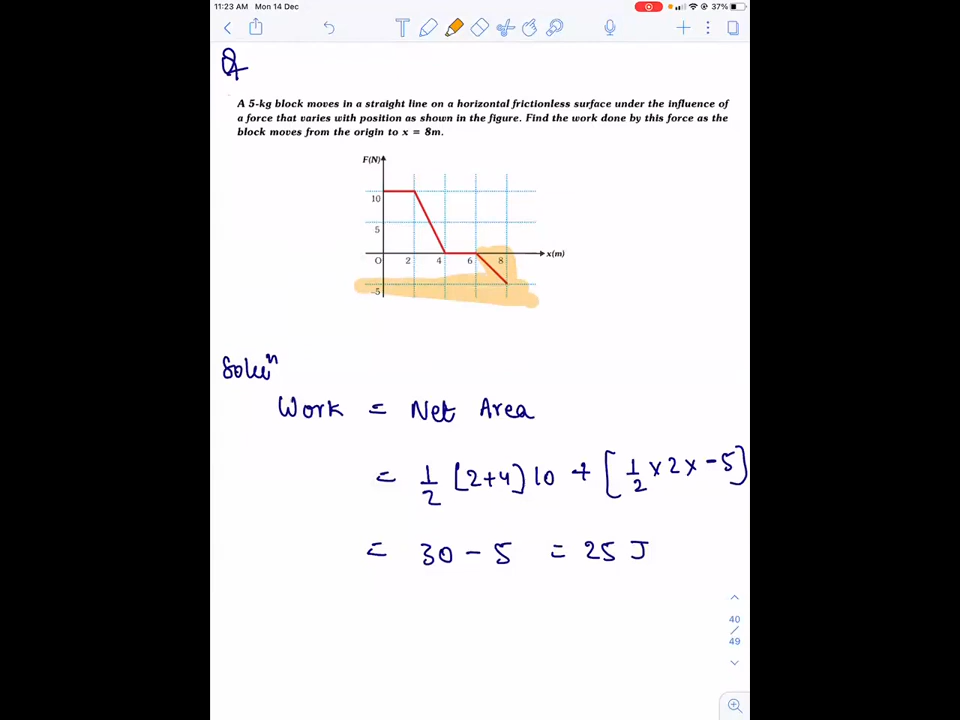 11:23 AM Mon 14 Dec
37%
Q
A 5-kg block moves in a straight line on a horizontal frictionless surface under the influence of
a force that varies with position as shown in the figure. Find the work done by this force as the
block moves from the origin to x = 8m.
F(N)
10
5
O 2 4 6 8 x(m)
-5
Soluⁿ
Work = Net Area
= 1/2 [2+4] 10 + [1/2 × 2 × -5]
= 30 - 5 = 25 J
40
/
49